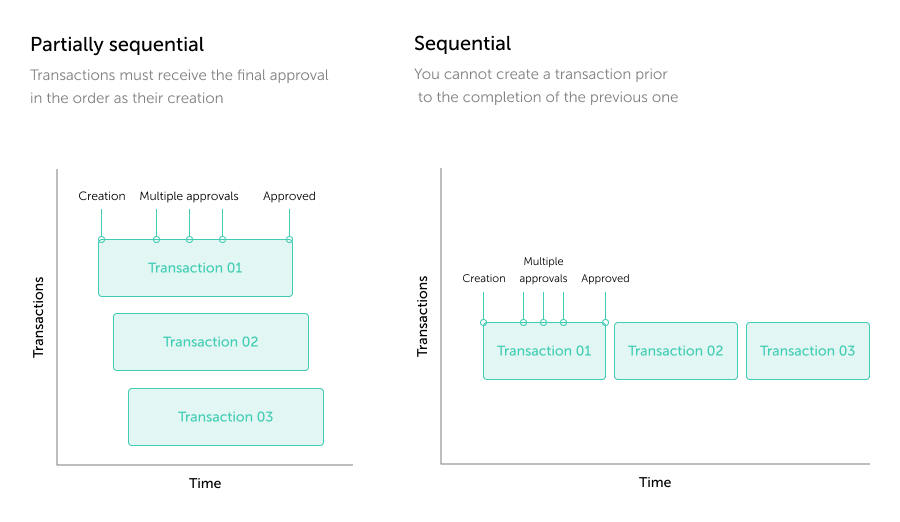 Partially sequential
Transactions must receive the final approval
in the order as their creation
Creation Multiple approvals Approved
Transaction 01
Transaction 02
Transaction 03
Transactions
Time
Sequential
You cannot create a transaction prior
to the completion of the previous one
Multiple
Creation approvals Approved
Transaction 01 Transaction 02 Transaction 03
Transactions
Time